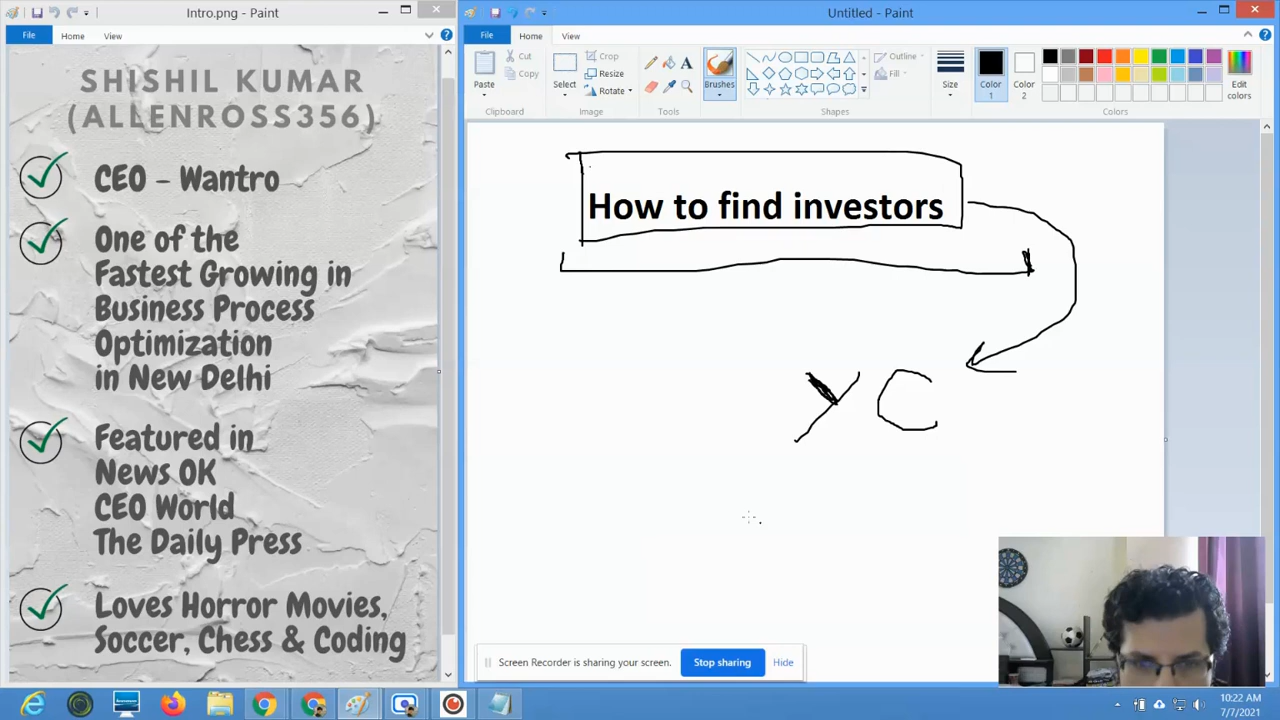 Intro.png - Paint
File
Home
View
SHISHIL KUMAR
(ALLENROSS356)
CEO - Wantro
One of the
Fastest Growing in
Business Process
Optimization
in New Delhi
Featured in
News OK
CEO World
The Daily Press
Loves Horror Movies,
Soccer, Chess & Coding
Untitled - Paint
File
Home
View
Paste
Cut
Copy
Clipboard
Select
Crop
Resize
Rotate
Image
A
Tools
Brushes
Shapes
Outline
Fill
Size
Color
1
Color
2
Edit
colors
Colors
How to find investors
Y C
Screen Recorder is sharing your screen.
Stop sharing
Hide
10:22 AM
7/7/2021